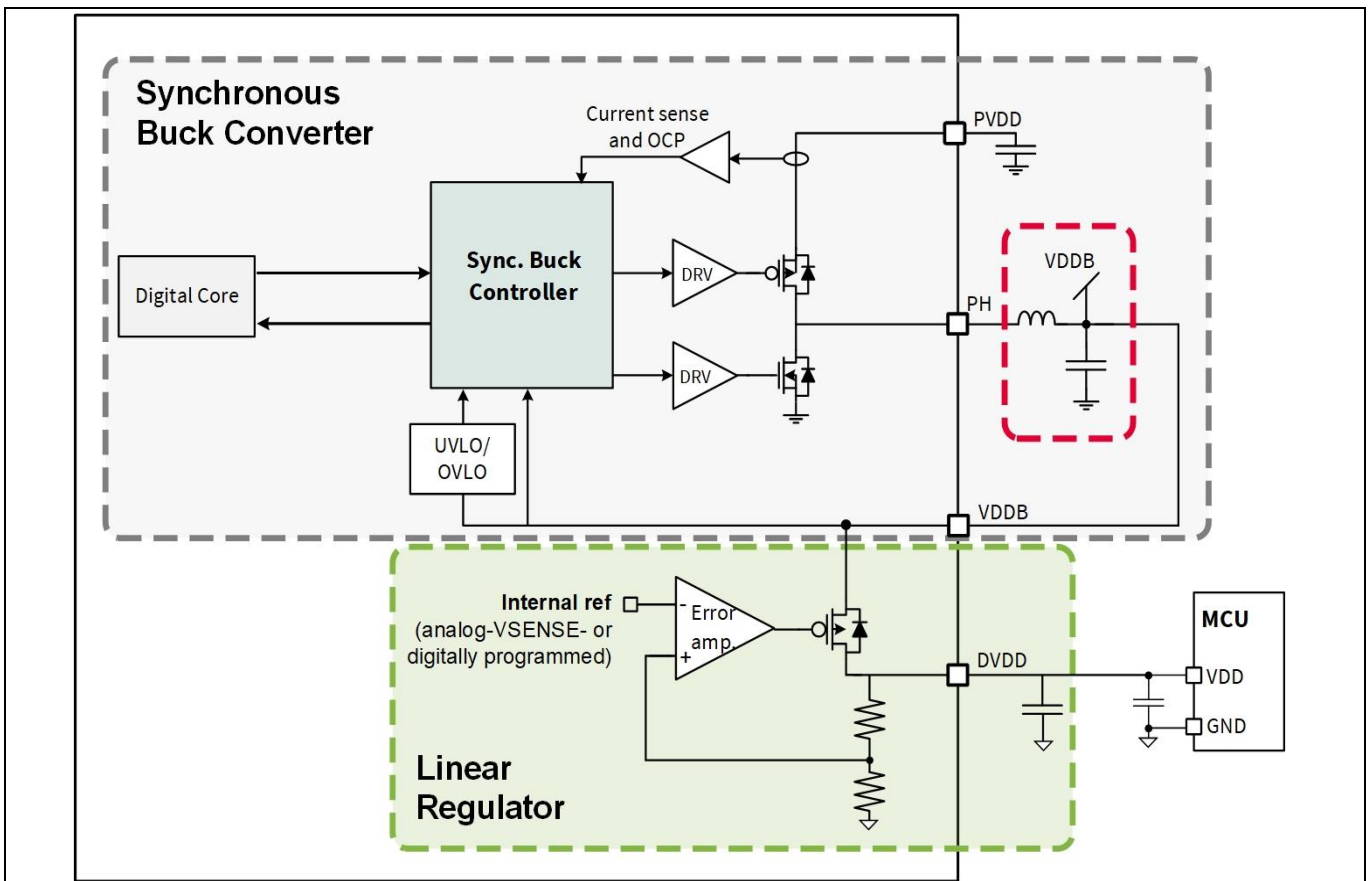 Synchronous
Buck Converter
Current sense
and OCP
PVDD
Digital Core
Sync. Buck
Controller
DRV
DRV
PH
VDDB
UVLO/
OVLO
VDDB
Internal ref
(analog-VSENSE- or
digitally programmed)
-
Error
amp.
+
DVDD
MCU
VDD
GND
Linear
Regulator